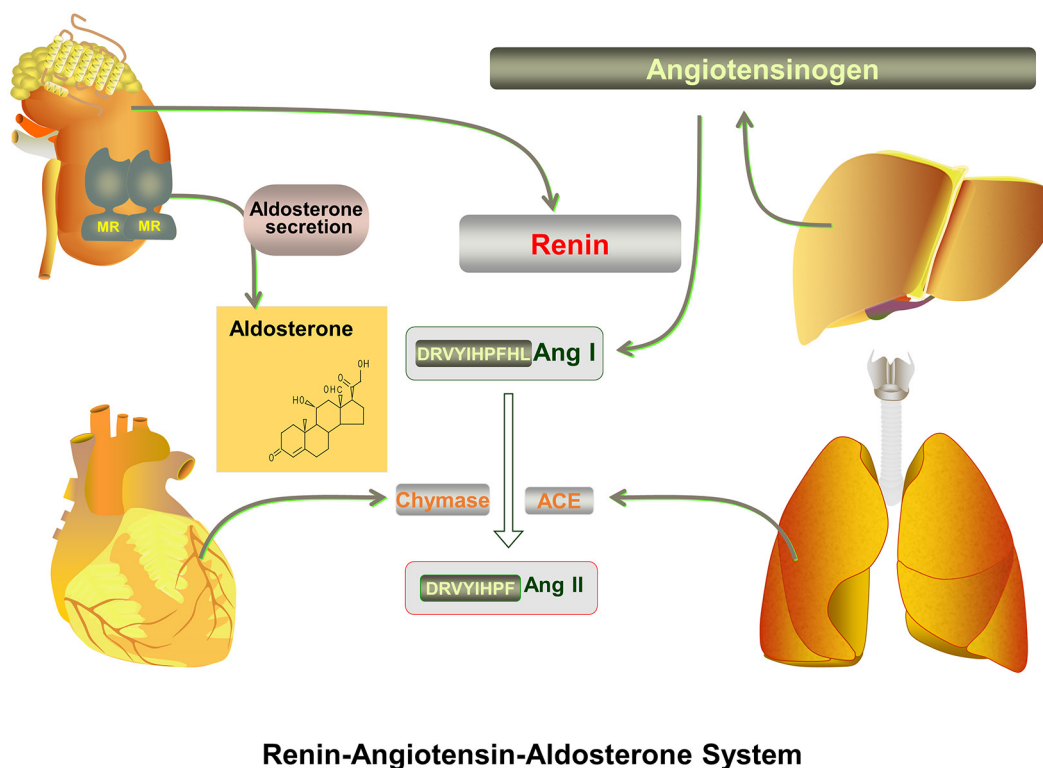 Angiotensinogen
MR
MR
Aldosterone
secretion
Renin
Aldosterone
OH
O
OHC
HO
O
DRVYIHPFHL Ang I
Chymase
ACE
DRVYIHPF Ang II
Renin-Angiotensin-Aldosterone System